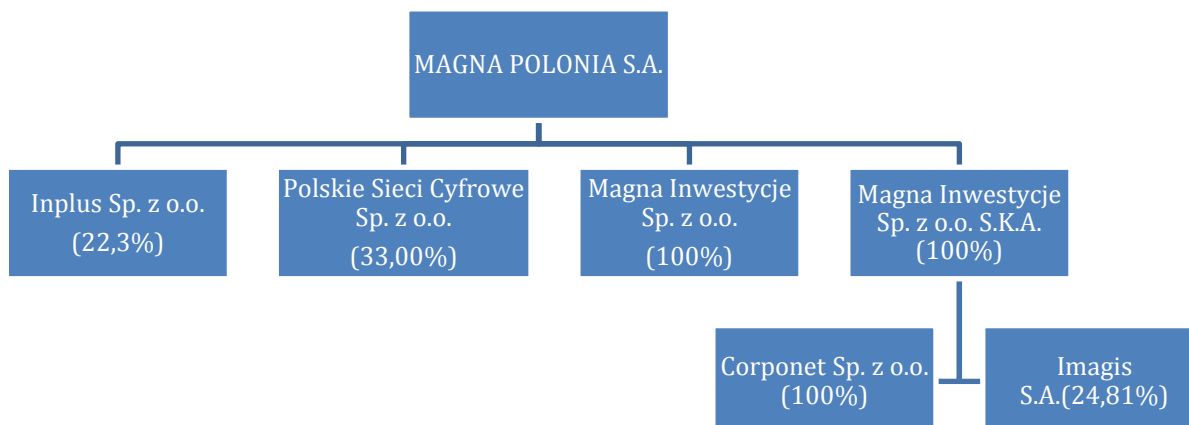 MAGNA POLONIA S.A.
Inplus Sp. z o.o.
(22,3%)
Polskie Sieci Cyfrowe
Sp. z o.o.
(33,00%)
Magna Inwestycje
Sp. z o.o.
(100%)
Magna Inwestycje
Sp. z o.o. S.K.A.
(100%)
Corponet Sp. z o.o.
(100%)
Imagis
S.A.(24,81%)